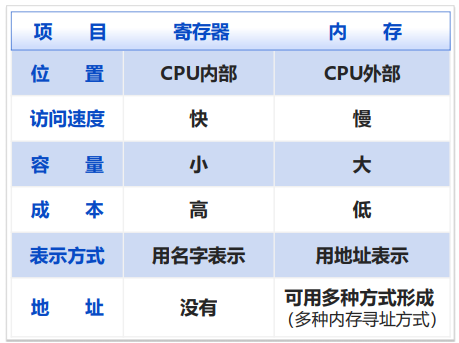 项 目 寄存器 内 存
位 置 CPU内部 CPU外部
访问速度 快 慢
容 量 小 大
成 本 高 低
表示方式 用名字表示 用地址表示
地 址 没有 可用多种方式形成
（多种内存寻址方式）